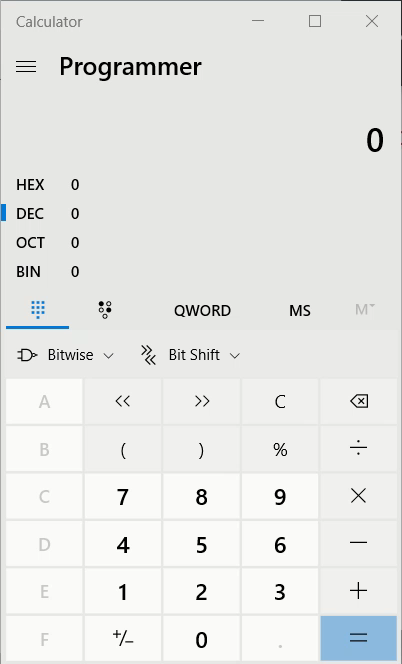 Calculator
Programmer
0
HEX 0
DEC 0
OCT 0
BIN 0
QWORD MS M
Bitwise Bit Shift
A << >> C
B ( ) % ÷
C 7 8 9 ×
D 4 5 6 −
E 1 2 3 +
F +/− 0 . =